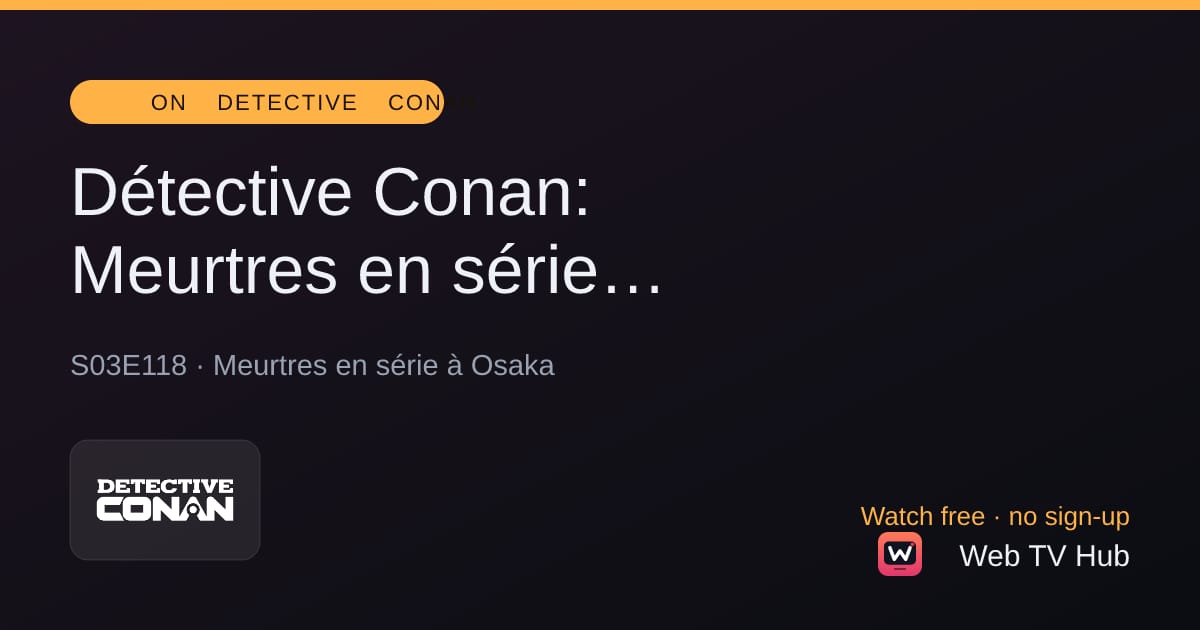 ON DETECTIVE CONAN
Détective Conan:
Meurtres en série…
S03E118 · Meurtres en série à Osaka
DETECTIVE
CONAN
Watch free · no sign-up
W
Web TV Hub